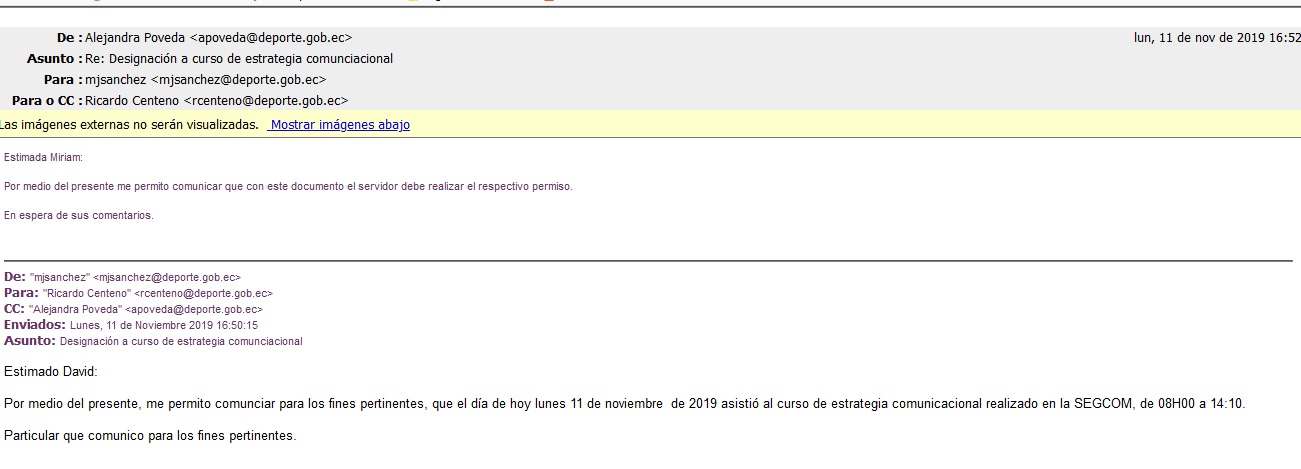 De : Alejandra Poveda <apoveda@deporte.gob.ec> lun, 11 de nov de 2019 16:52
Asunto : Re: Designación a curso de estrategia comunciacional
Para : mjsanchez <mjsanchez@deporte.gob.ec>
Para o CC : Ricardo Centeno <rcenteno@deporte.gob.ec>
Las imágenes externas no serán visualizadas. Mostrar imágenes abajo
Estimada Miriam:
Por medio del presente me permito comunicar que con este documento el servidor debe realizar el respectivo permiso.
En espera de sus comentarios.
De: "mjsanchez" <mjsanchez@deporte.gob.ec>
Para: "Ricardo Centeno" <rcenteno@deporte.gob.ec>
CC: "Alejandra Poveda" <apoveda@deporte.gob.ec>
Enviados: Lunes, 11 de Noviembre 2019 16:50:15
Asunto: Designación a curso de estrategia comunciacional
Estimado David:
Por medio del presente, me permito comunciar para los fines pertinentes, que el día de hoy lunes 11 de noviembre de 2019 asistió al curso de estrategia comunicacional realizado en la SEGCOM, de 08H00 a 14:10.
Particular que comunico para los fines pertinentes.